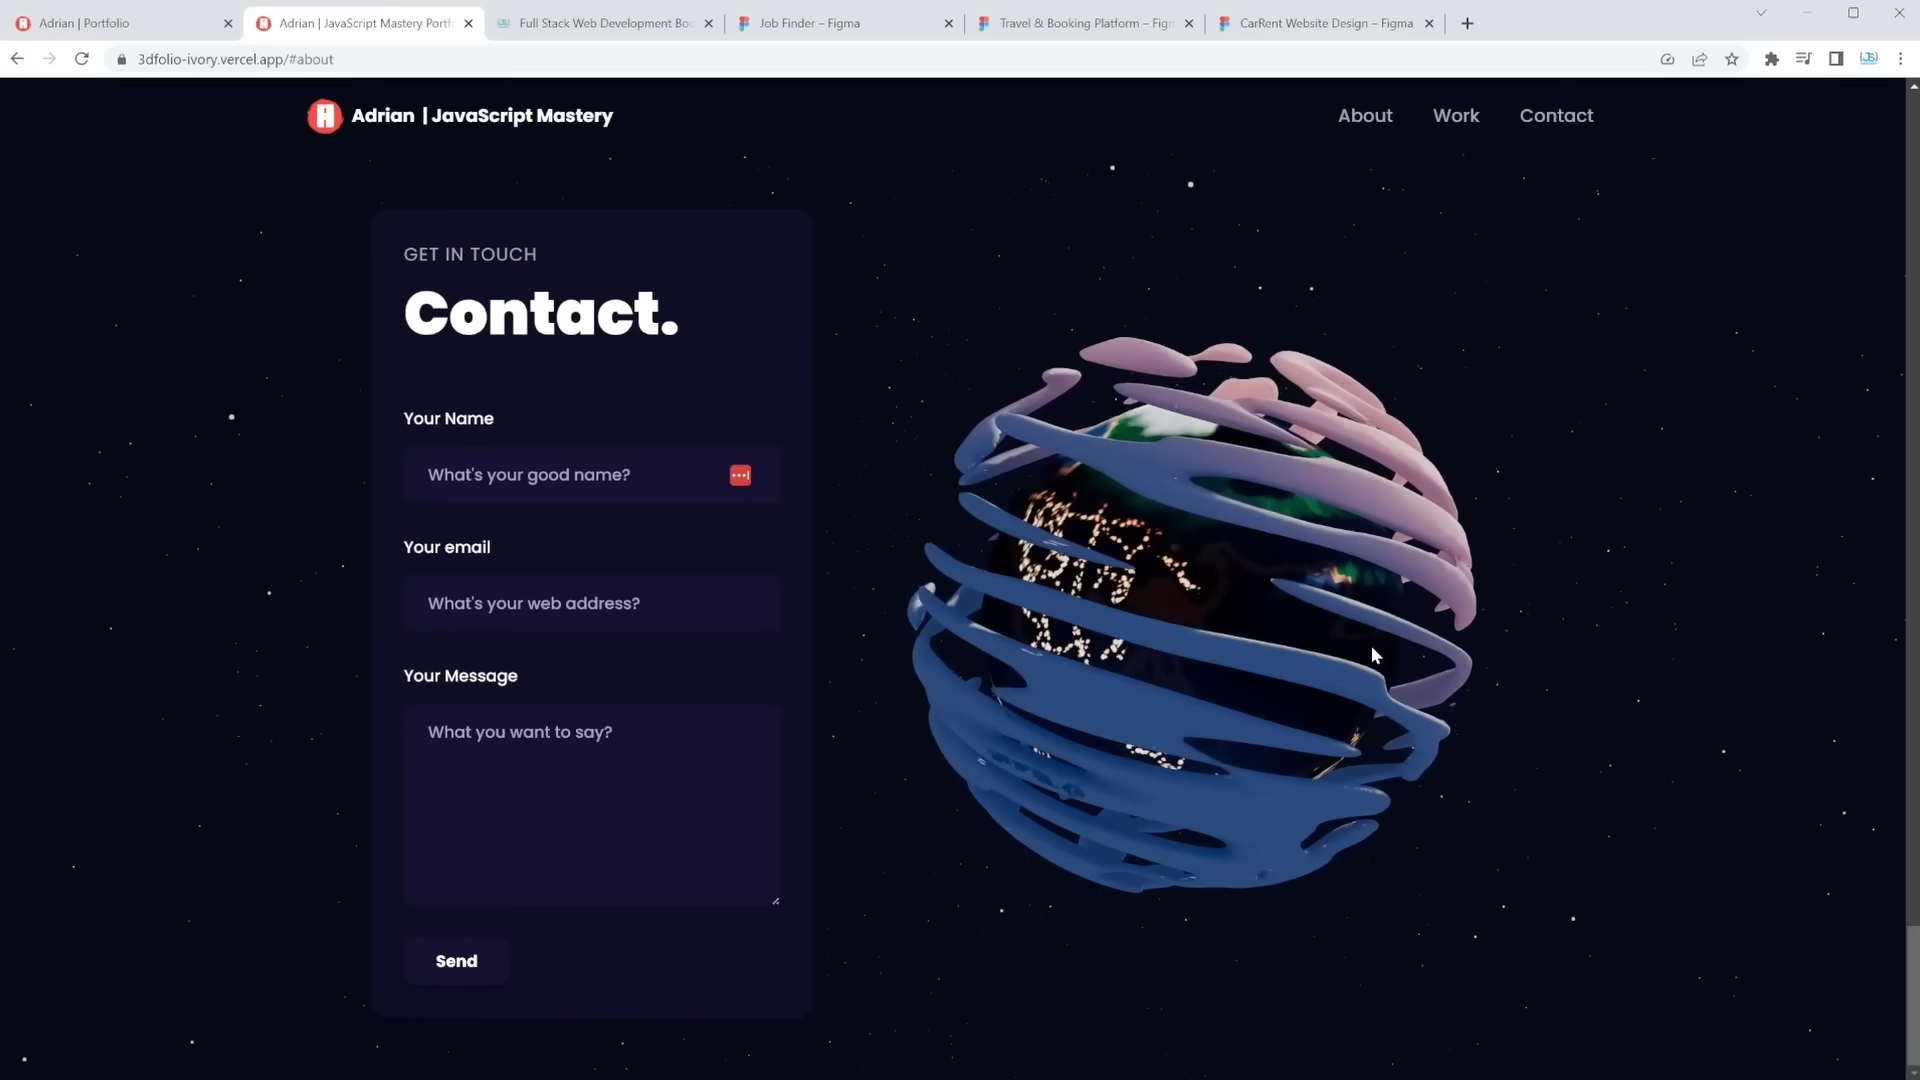 Adrian | Portfolio
Adrian | JavaScript Mastery Portf
Full Stack Web Development Boo
Job Finder – Figma
Travel & Booking Platform – Figm
CarRent Website Design – Figma
3dfolio-ivory.vercel.app/#about
Adrian | JavaScript Mastery
About Work Contact
GET IN TOUCH
Contact.
Your Name
What's your good name?
Your email
What's your web address?
Your Message
What you want to say?
Send